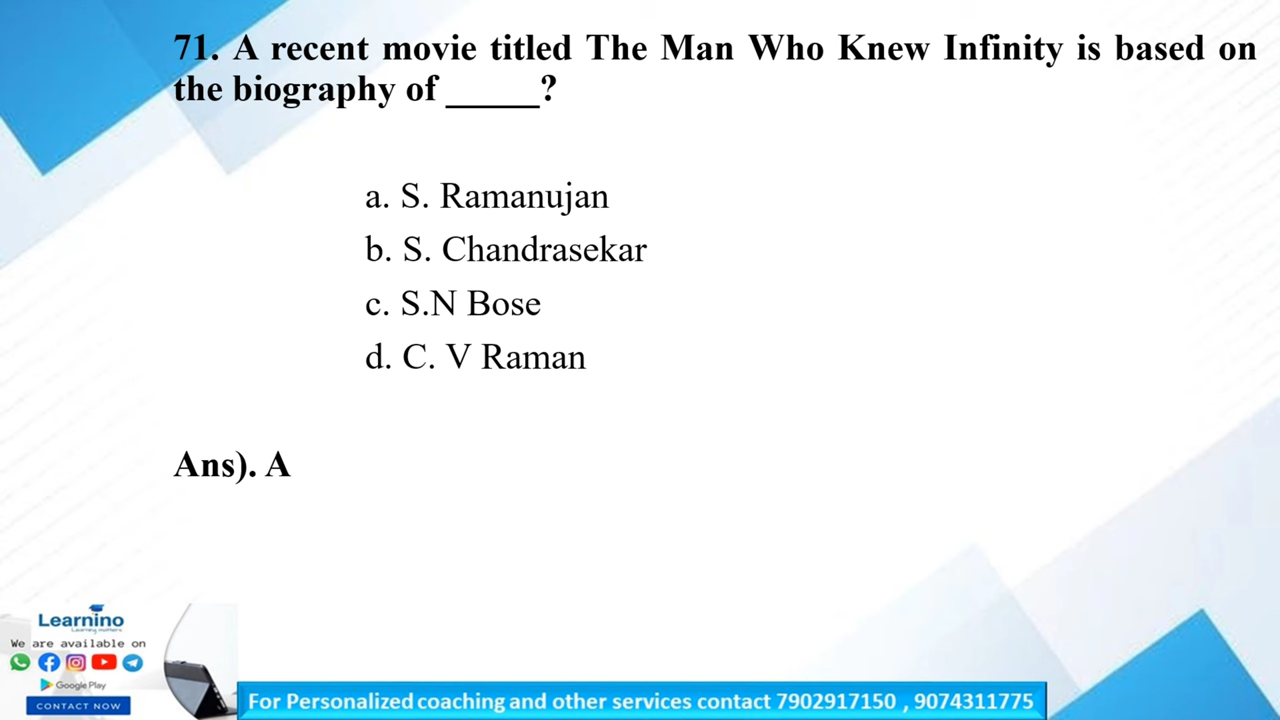 71. A recent movie titled The Man Who Knew Infinity is based on
the biography of _____?
a. S. Ramanujan
b. S. Chandrasekar
c. S.N Bose
d. C. V Raman
Ans). A
Learnino
Learning matters
We are available on
Google Play
CONTACT NOW
For Personalized coaching and other services contact 7902917150 , 9074311775